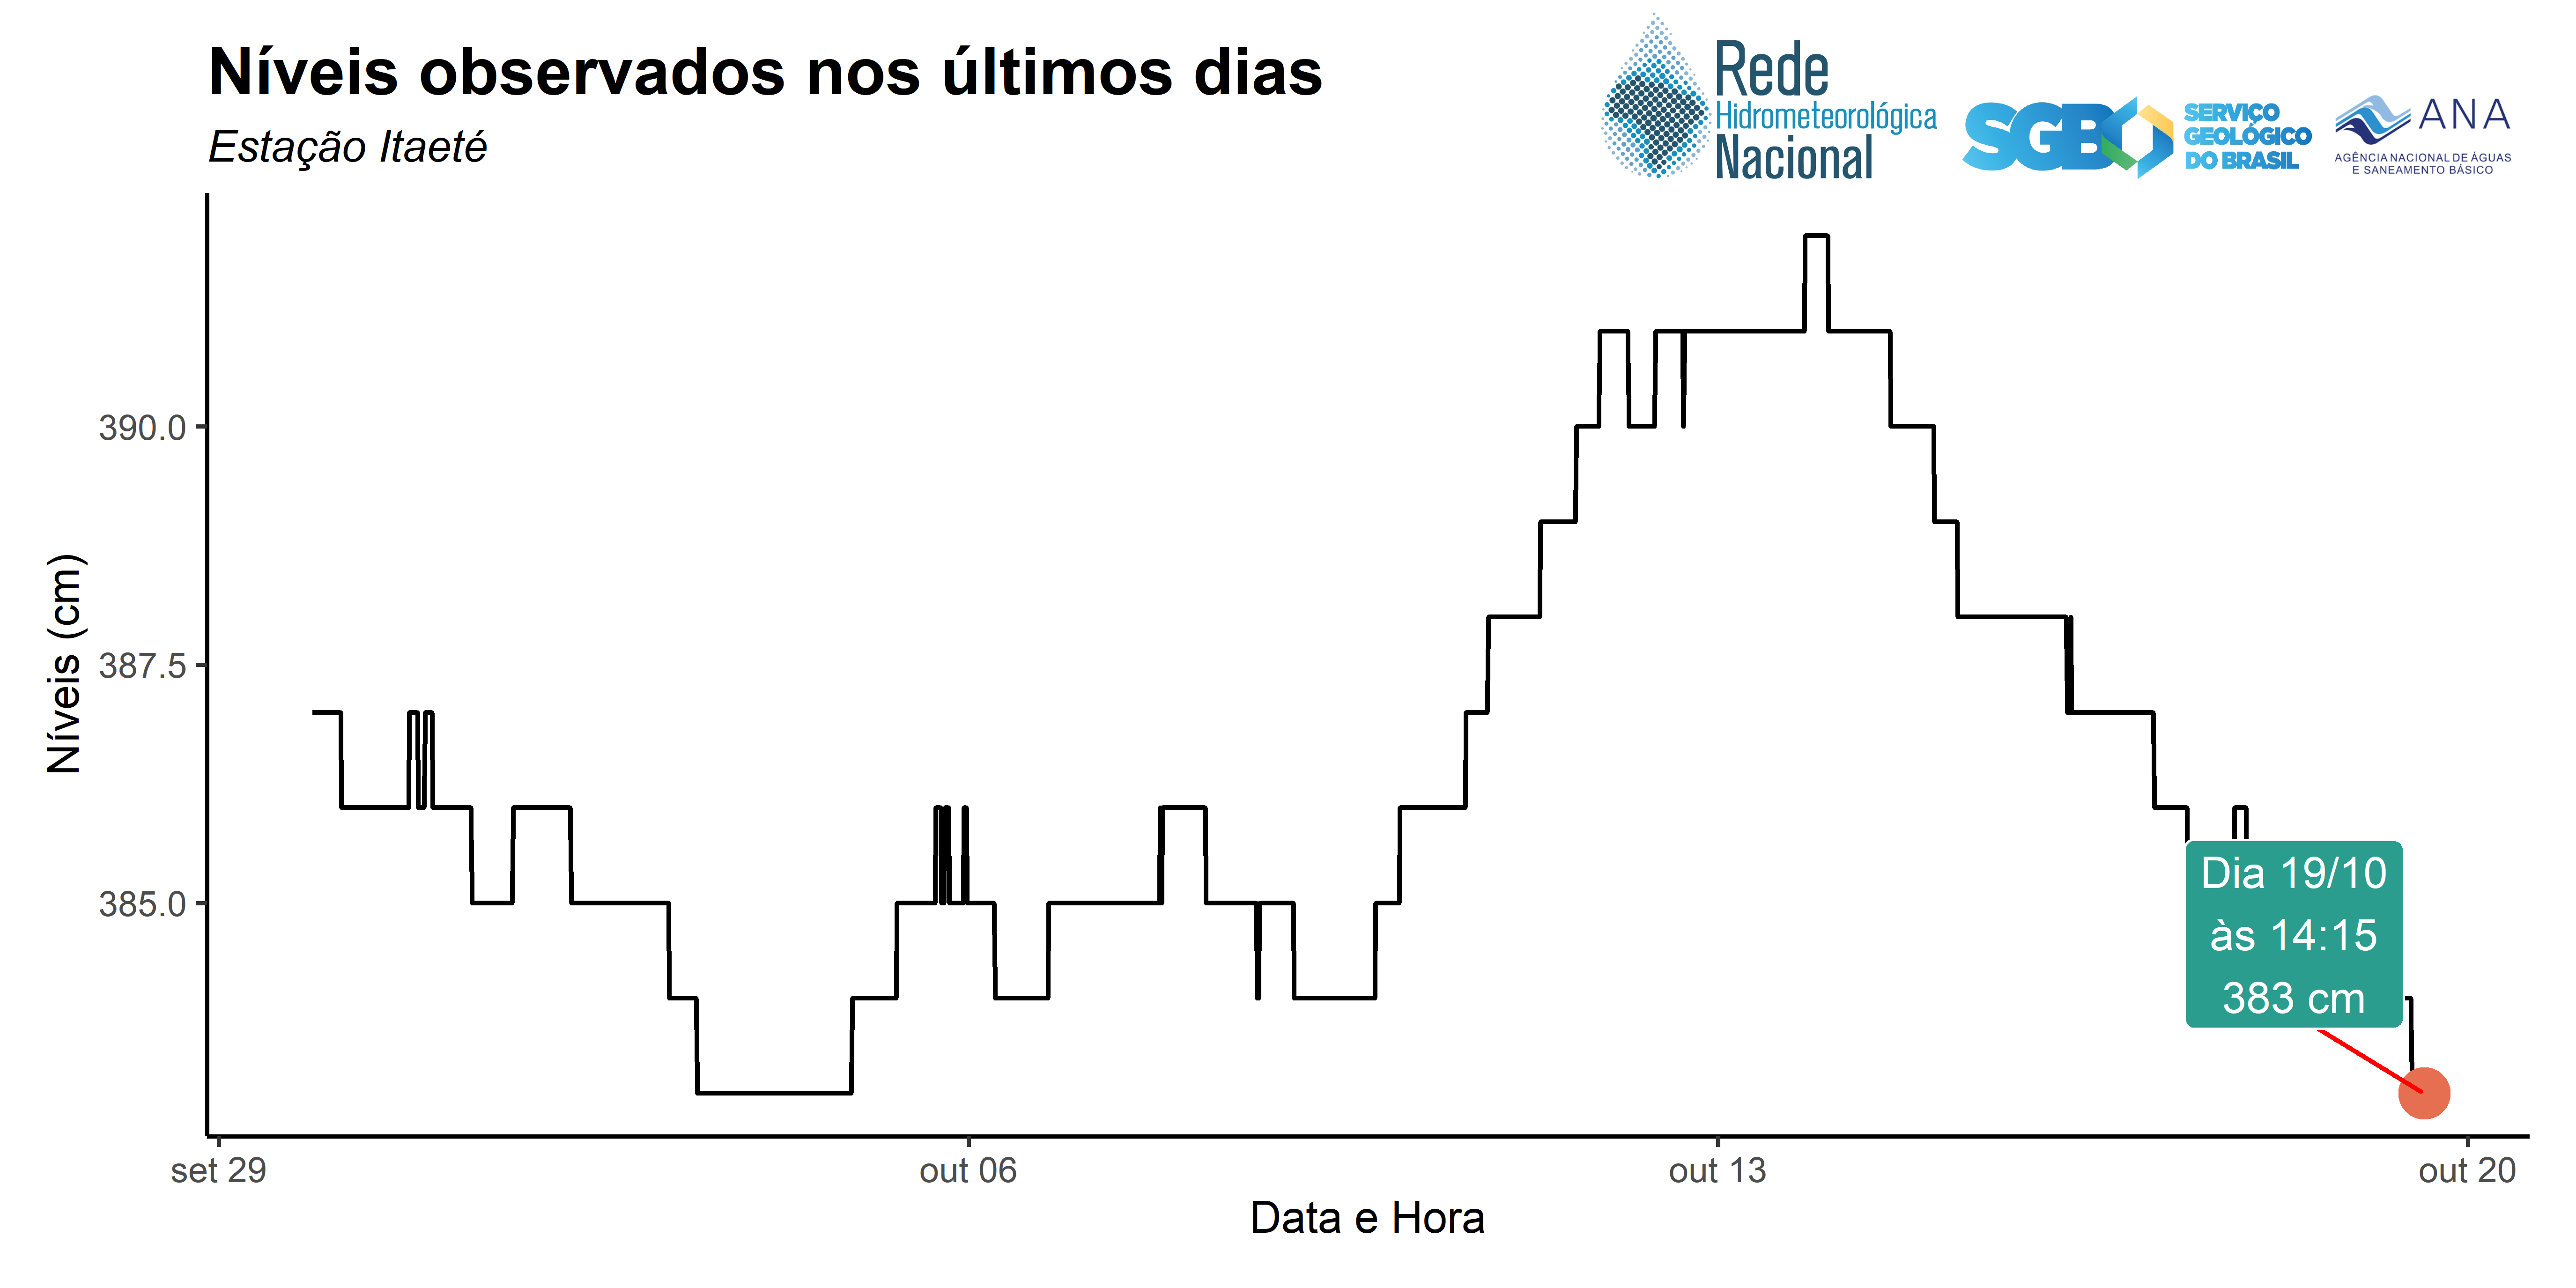 Níveis observados nos últimos dias
Estação Itaeté
Rede
Hidrometeorológica
Nacional
SGB
SERVIÇO
GEOLÓGICO
DO BRASIL
ANA
AGÊNCIA NACIONAL DE ÁGUAS
E SANEAMENTO BÁSICO
Níveis (cm)
390.0
387.5
385.0
Dia 19/10
às 14:15
383 cm
set 29
out 06
out 13
out 20
Data e Hora